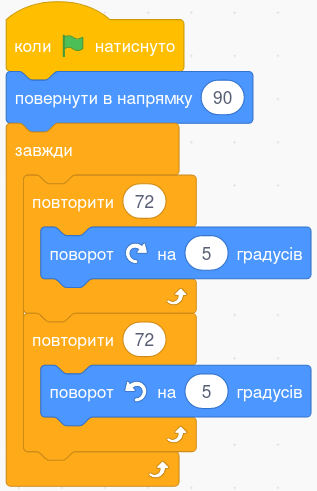 коли натиснуто
повернути в напрямку 90
завжди
повторити 72
поворот на 5 градусів
повторити 72
поворот на 5 градусів